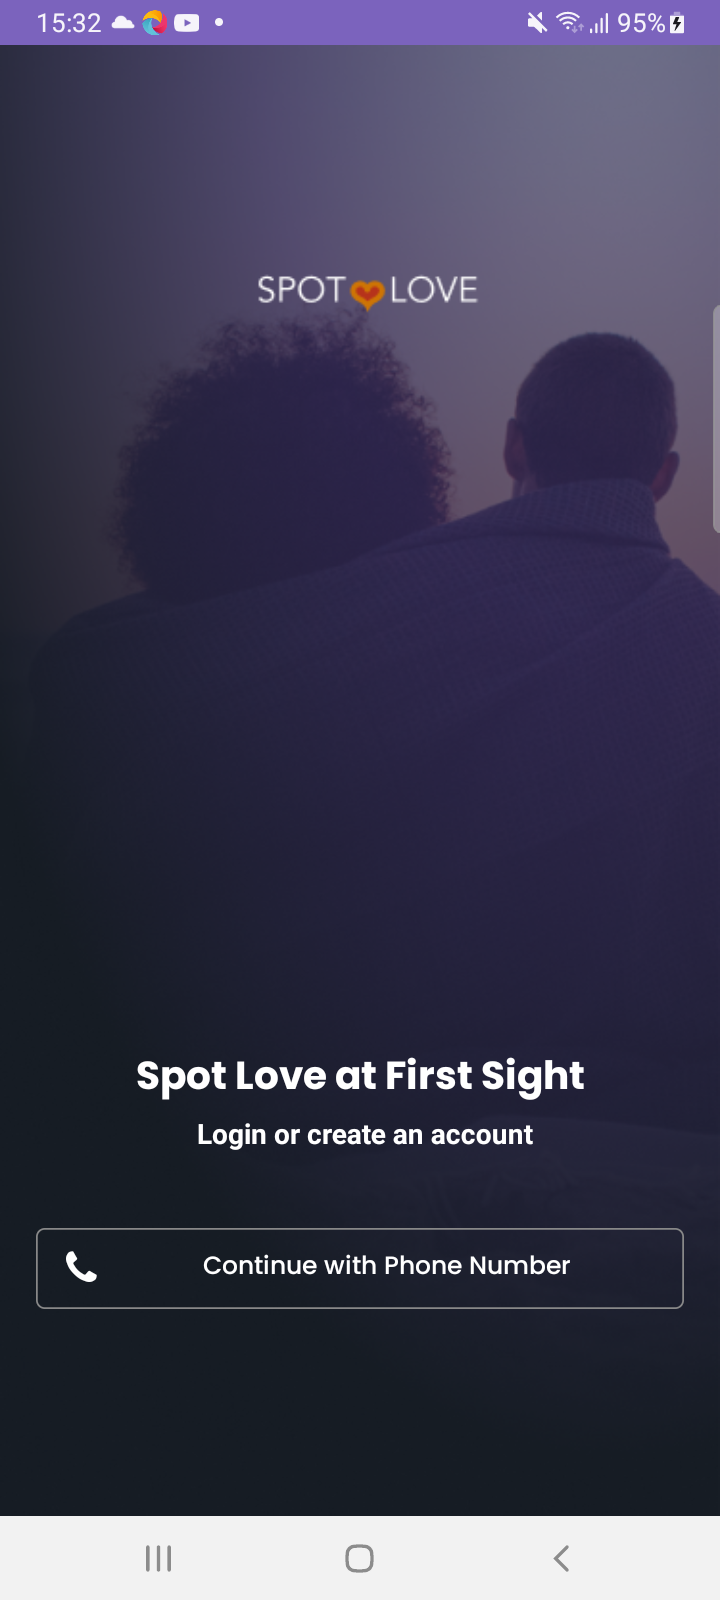 15:32 95%
SPOT LOVE
Spot Love at First Sight
Login or create an account
Continue with Phone Number